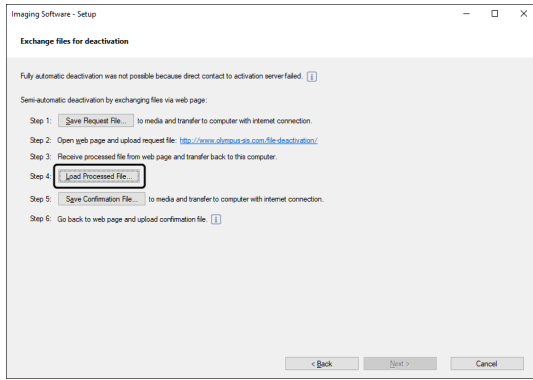 Imaging Software - Setup
Exchange files for deactivation
Fully automatic deactivation was not possible because direct contact to activation server failed. i
Semi-automatic deactivation by exchanging files via web page:
Step 1: Save Request File... to media and transfer to computer with internet connection.
Step 2: Open web page and upload request file: http://www.olympus-sis.com/file-deactivation/
Step 3: Receive processed file from web page and transfer back to this computer.
Step 4: Load Processed File...
Step 5: Save Confirmation File... to media and transfer to computer with internet connection.
Step 6: Go back to web page and upload confirmation file. i
< Back Next > Cancel